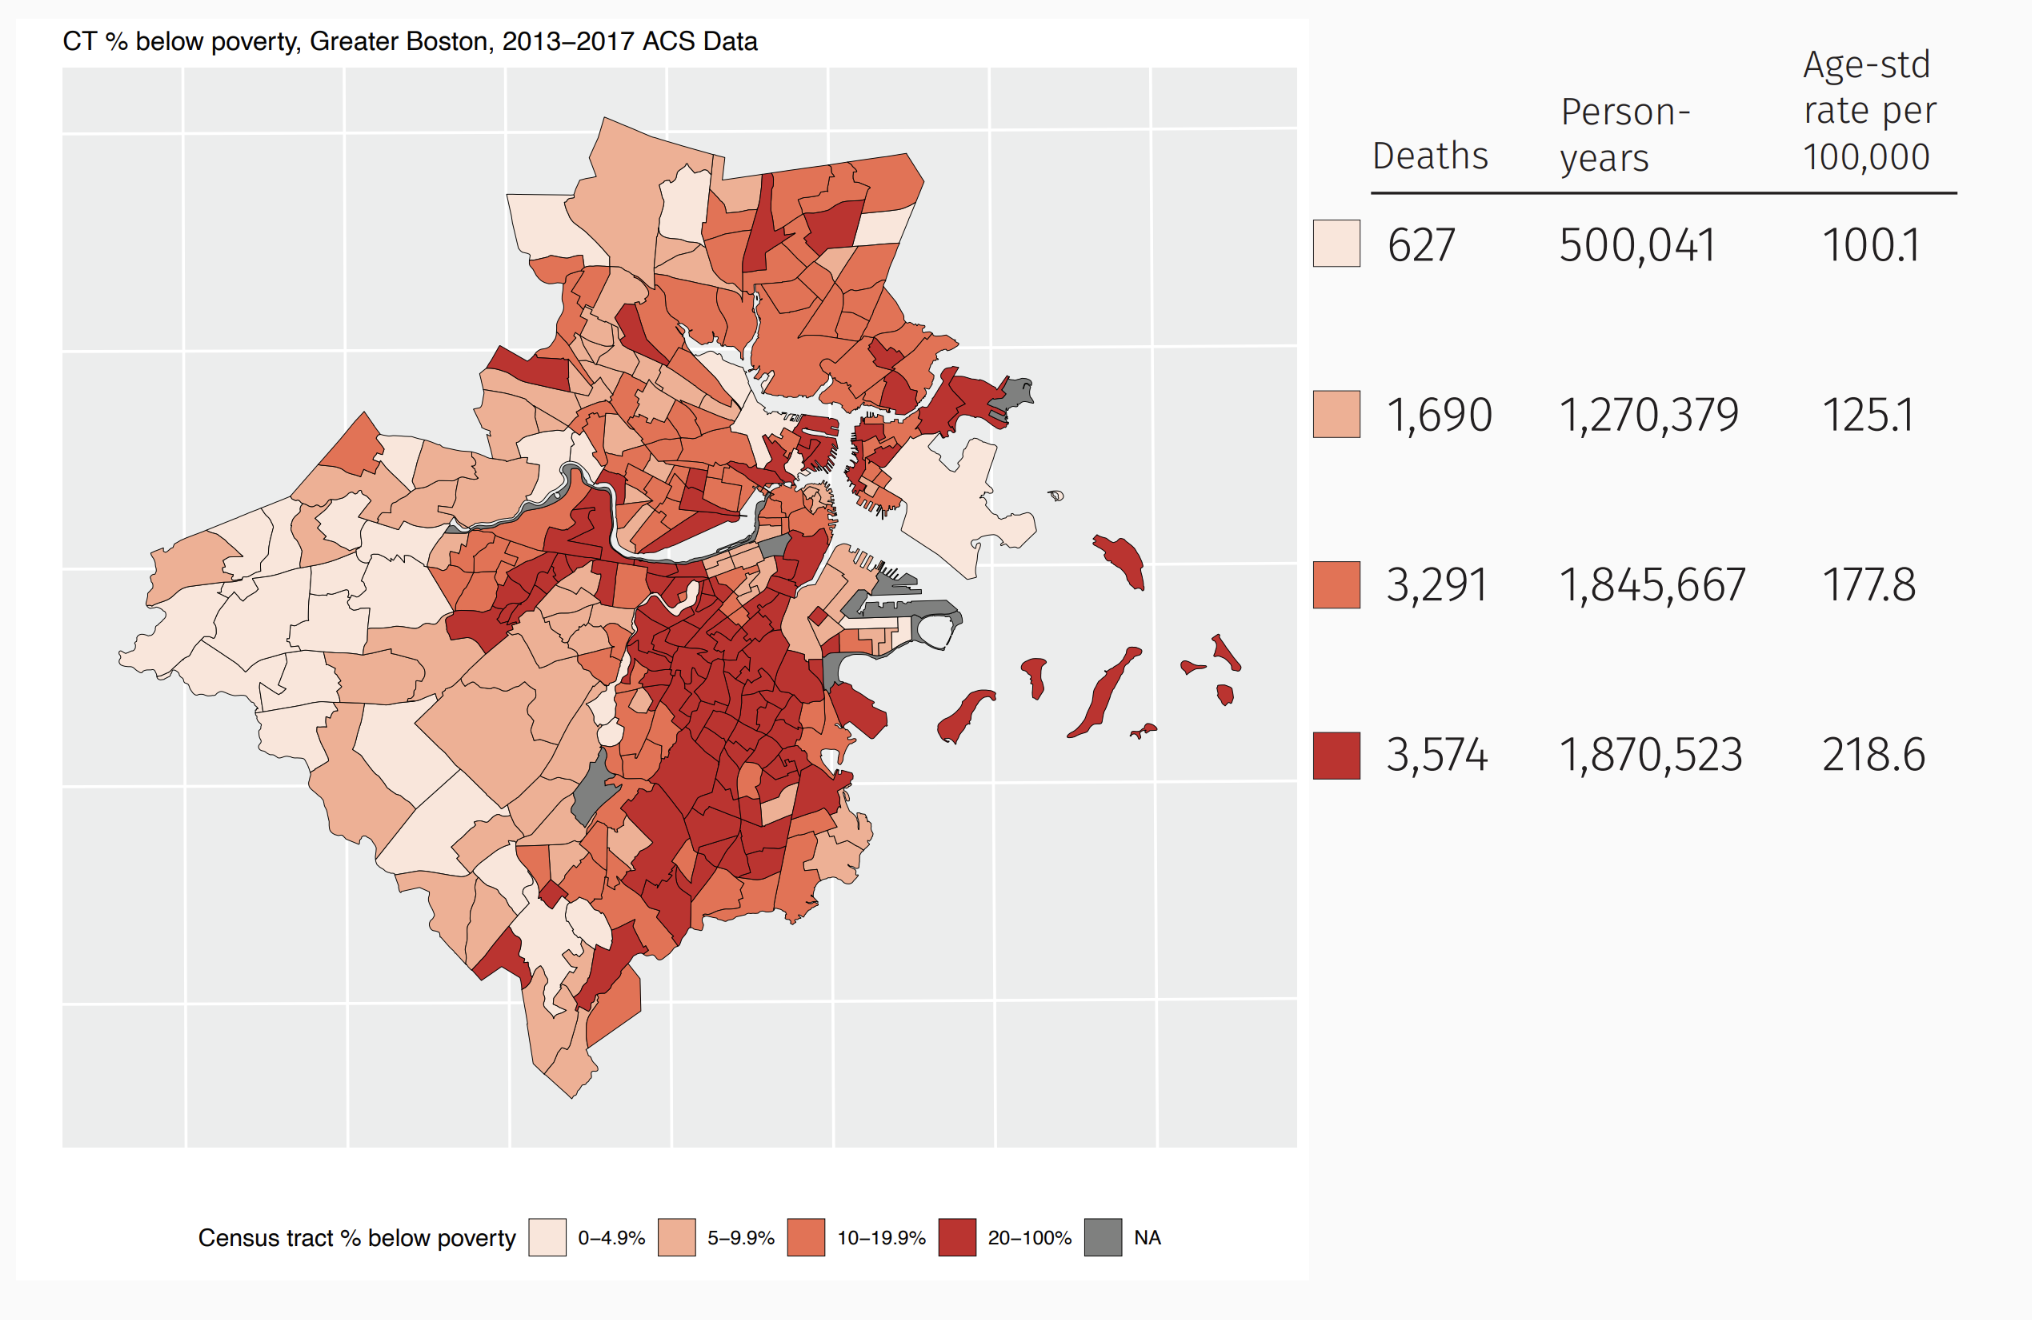 CT % below poverty, Greater Boston, 2013–2017 ACS Data
Age-std
rate per
100,000
Person-
years
Deaths
627 500,041 100.1
1,690 1,270,379 125.1
3,291 1,845,667 177.8
3,574 1,870,523 218.6
Census tract % below poverty 0–4.9% 5–9.9% 10–19.9% 20–100% NA